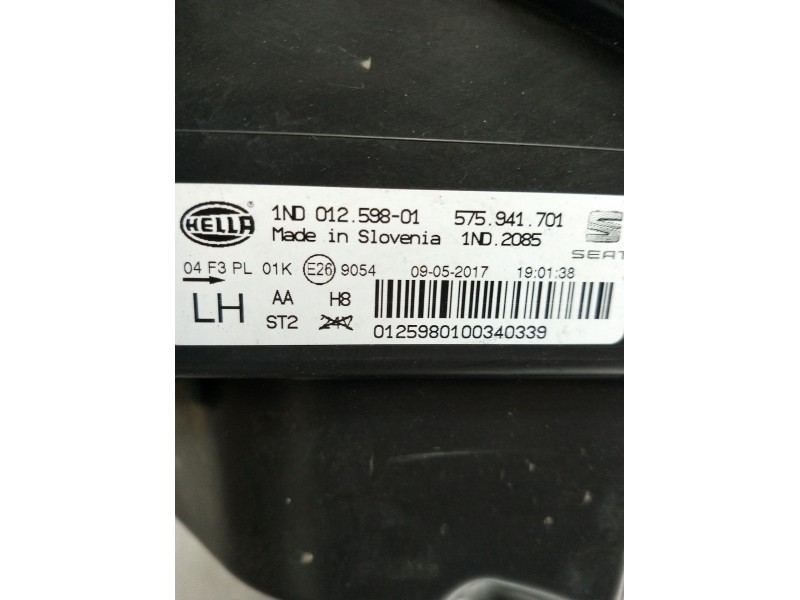 HELLA 1ND 012.598-01 575.941.701
Made in Slovenia 1ND.2085
SEAT
04 F3 PL 01K E26 9054 09-05-2017 19:01:38
LH AA H8
ST2 24V
0125980100340339